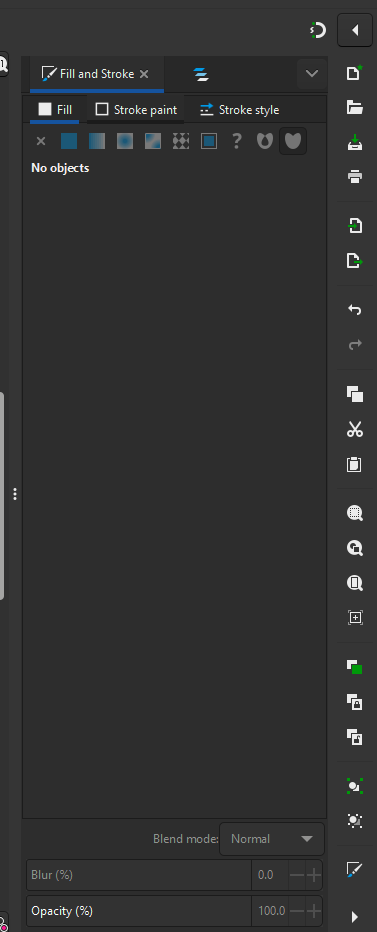 Fill and Stroke
Fill Stroke paint Stroke style
No objects
Blend mode: Normal
Blur (%) 0.0
Opacity (%) 100.0